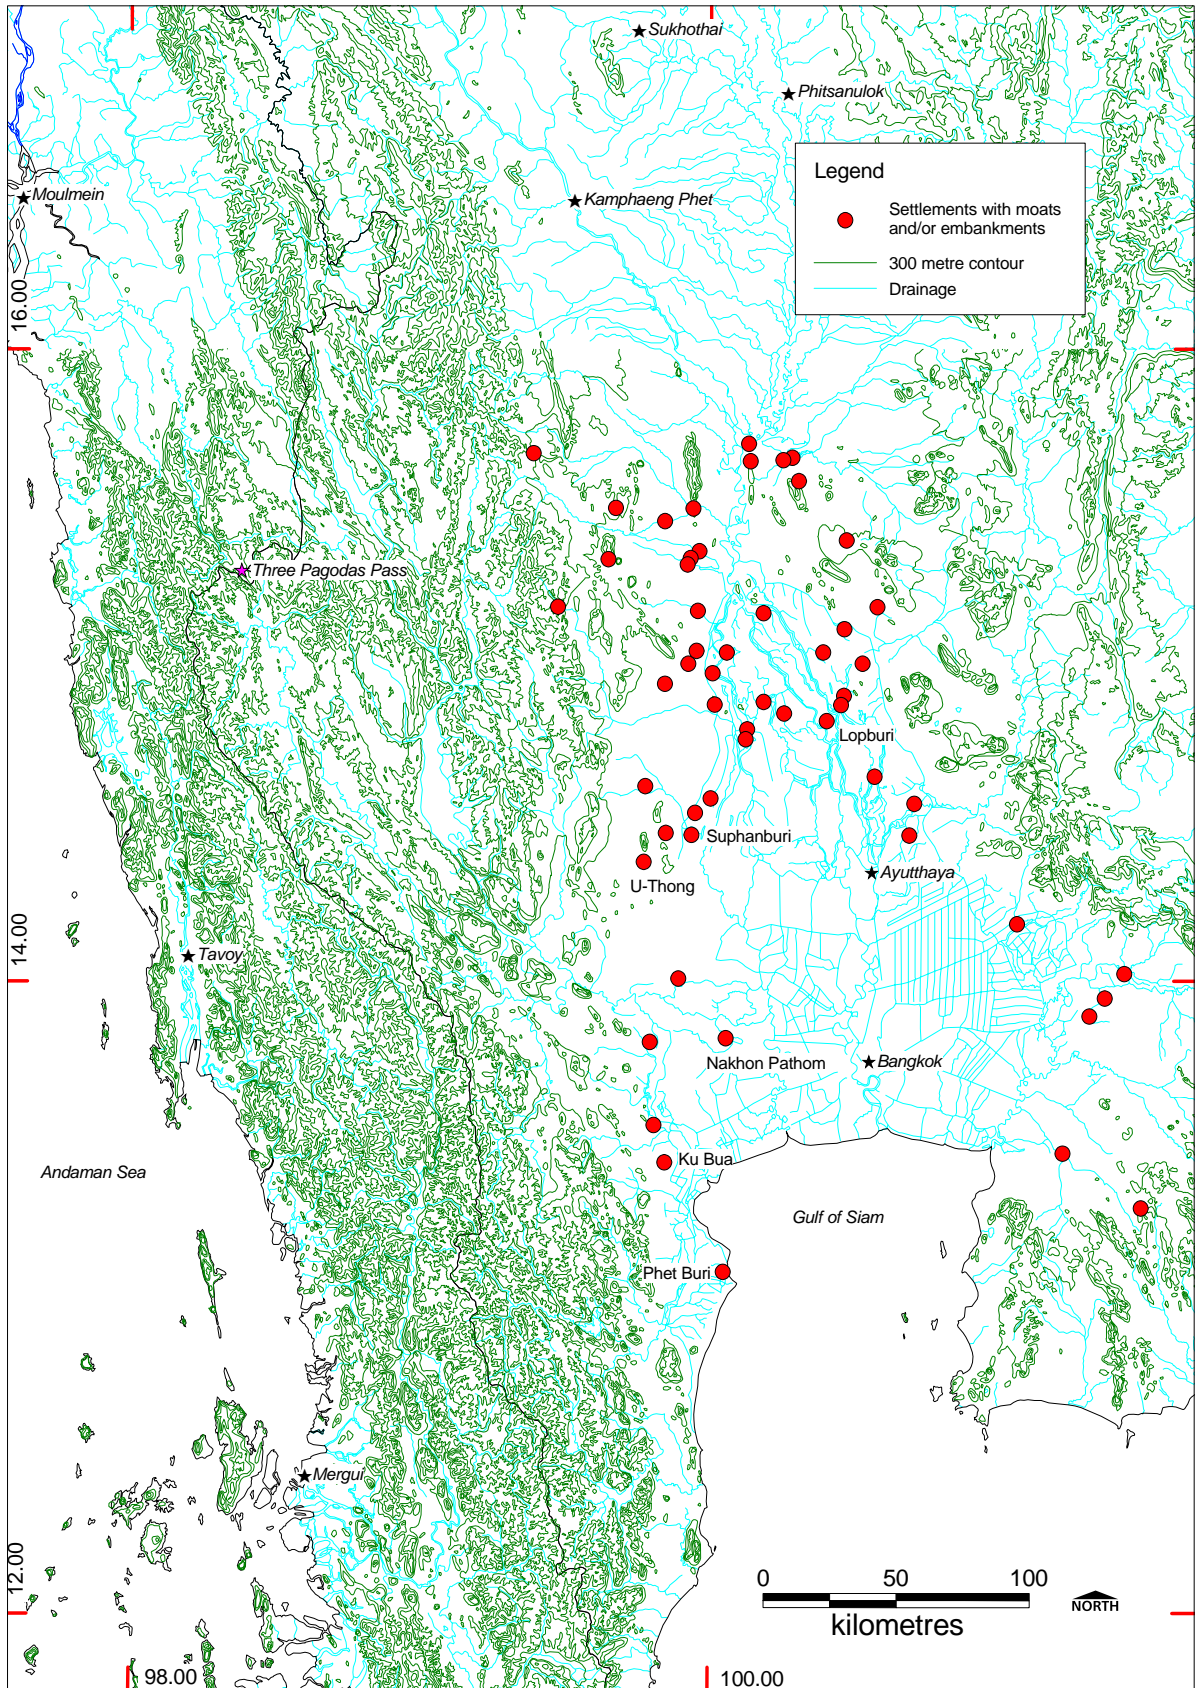 Sukhothai
Phitsanulok
Legend
Settlements with moats
and/or embankments
300 metre contour
Drainage
Moulmein
Kamphaeng Phet
16.00
Three Pagodas Pass
Lopburi
Suphanburi
U-Thong
Ayutthaya
14.00
Tavoy
Nakhon Pathom
Bangkok
Ku Bua
Andaman Sea
Gulf of Siam
Phet Buri
Mergui
12.00
0 50 100
kilometres
NORTH
98.00
100.00